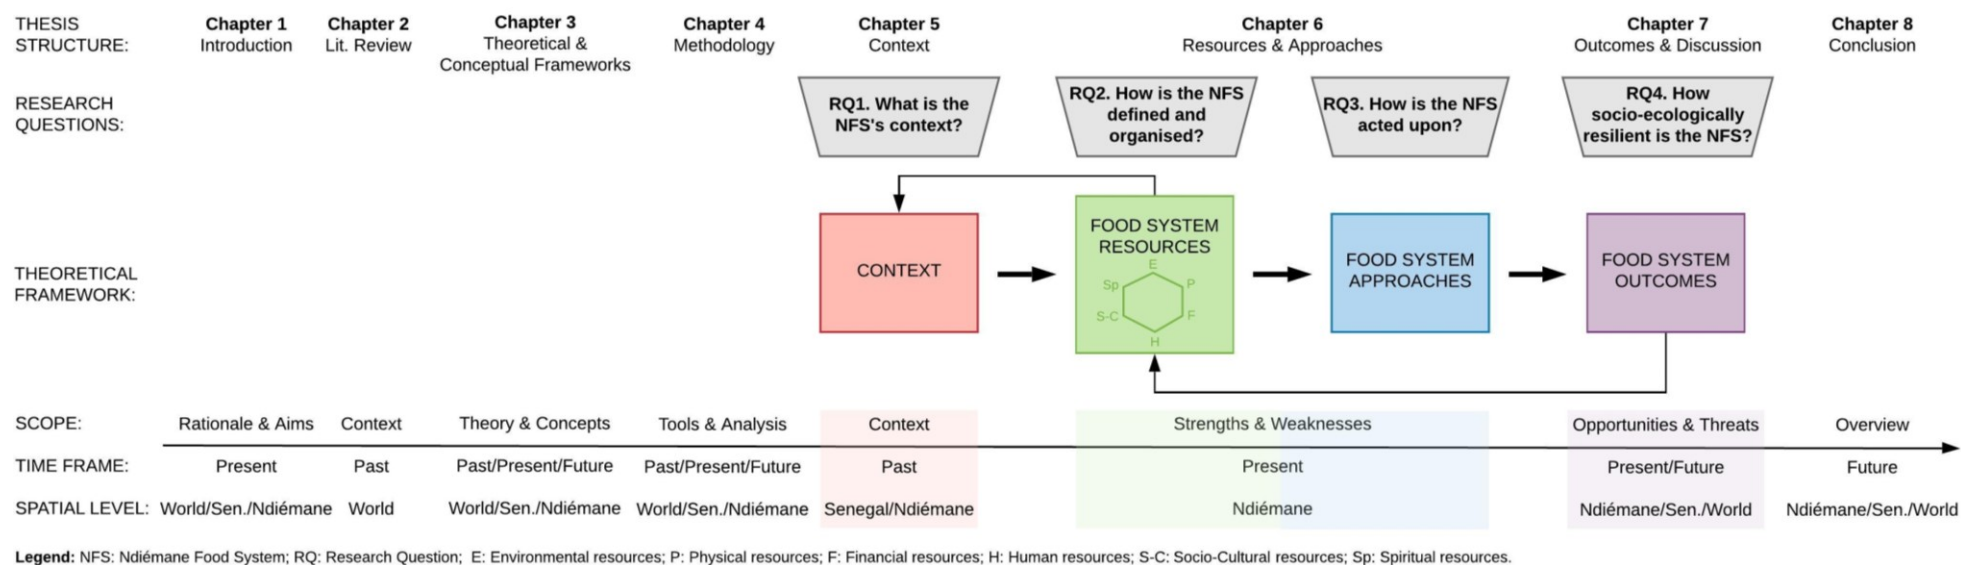 THESIS STRUCTURE:
Chapter 1
Introduction
Chapter 2
Lit. Review
Chapter 3
Theoretical &
Conceptual Frameworks
Chapter 4
Methodology
Chapter 5
Context
Chapter 6
Resources & Approaches
Chapter 7
Outcomes & Discussion
Chapter 8
Conclusion
RESEARCH
QUESTIONS:
RQ1. What is the
NFS's context?
RQ2. How is the NFS
defined and
organised?
RQ3. How is the NFS
acted upon?
RQ4. How
socio-ecologically
resilient is the NFS?
THEORETICAL
FRAMEWORK:
CONTEXT
FOOD SYSTEM
RESOURCES
E
Sp
P
S-C
F
H
FOOD SYSTEM
APPROACHES
FOOD SYSTEM
OUTCOMES
SCOPE:
Rationale & Aims
Context
Theory & Concepts
Tools & Analysis
Context
Strengths & Weaknesses
Opportunities & Threats
Overview
TIME FRAME:
Present
Past
Past/Present/Future
Past/Present/Future
Past
Present
Present/Future
Future
SPATIAL LEVEL:
World/Sen./Ndiémane
World
World/Sen./Ndiémane
World/Sen./Ndiémane
Senegal/Ndiémane
Ndiémane
Ndiémane/Sen./World
Ndiémane/Sen./World
Legend: NFS: Ndiémane Food System; RQ: Research Question; E: Environmental resources; P: Physical resources; F: Financial resources; H: Human resources; S-C: Socio-Cultural resources; Sp: Spiritual resources.